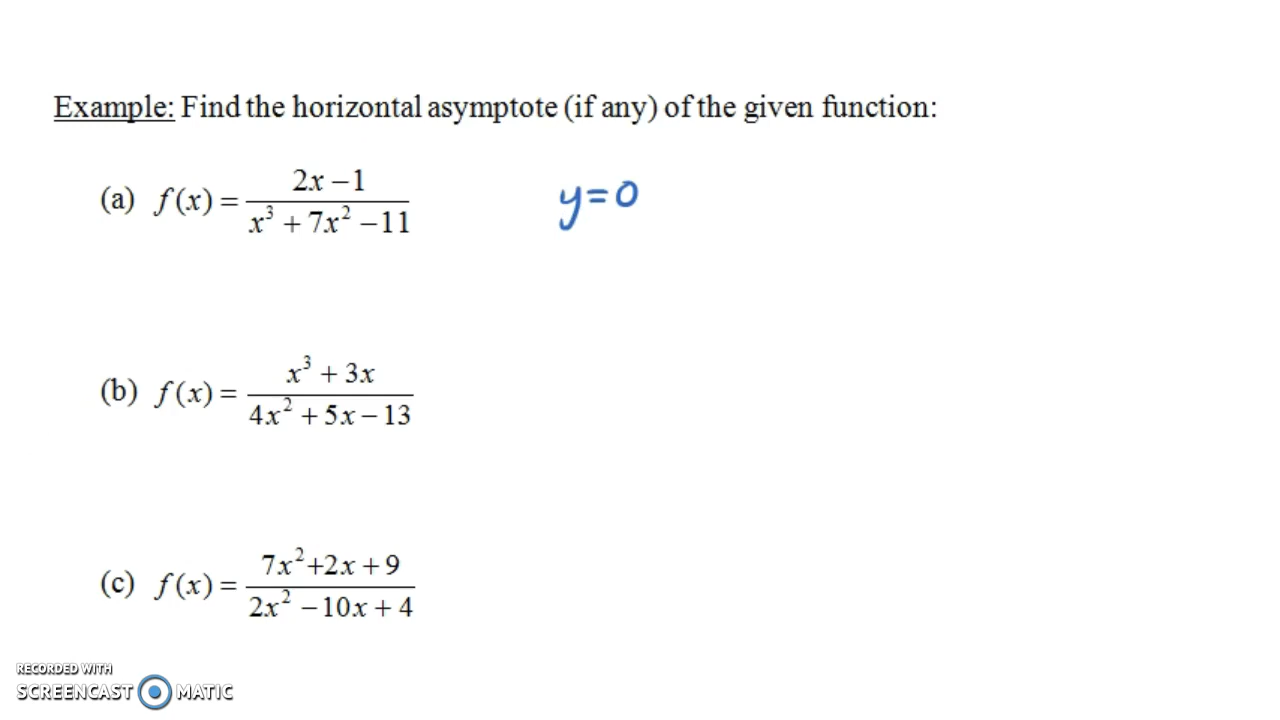 Example: Find the horizontal asymptote (if any) of the given function:
(a) f(x) = (2x − 1)/(x³ + 7x² − 11) y=0
(b) f(x) = (x³ + 3x)/(4x² + 5x − 13)
(c) f(x) = (7x²+2x + 9)/(2x² − 10x + 4)
RECORDED WITH
SCREENCAST MATIC